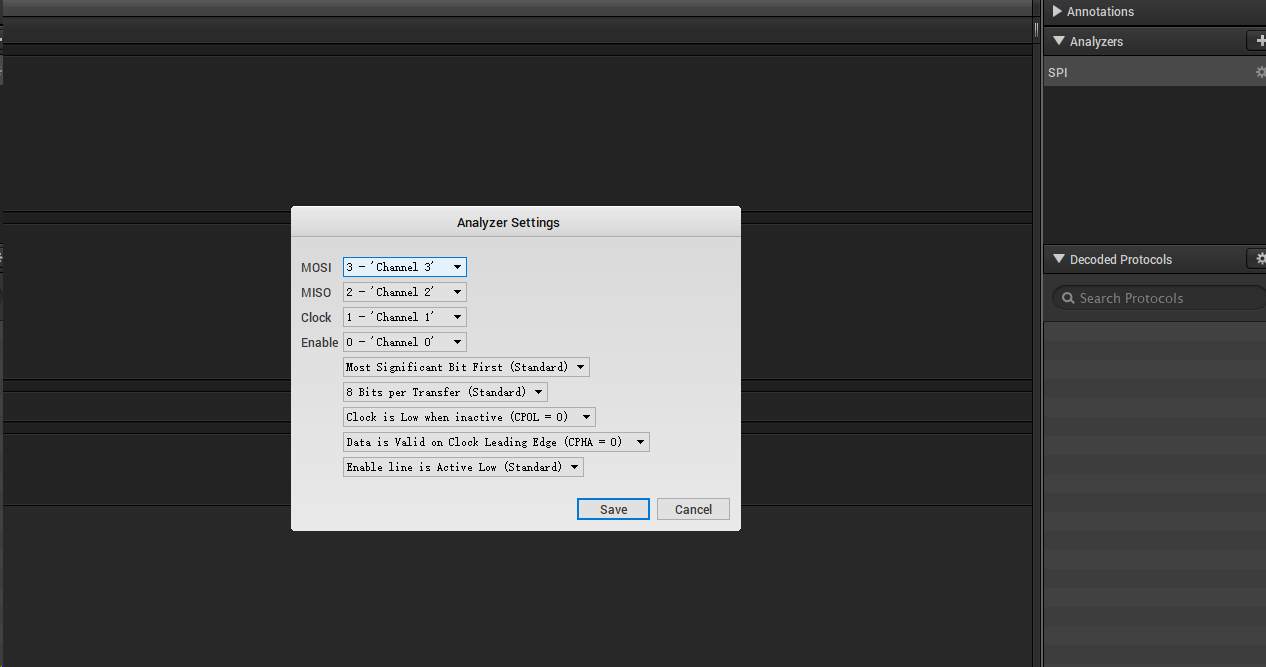 Annotations
Analyzers
SPI
Analyzer Settings
MOSI 3 - 'Channel 3'
MISO 2 - 'Channel 2'
Clock 1 - 'Channel 1'
Enable 0 - 'Channel 0'
Most Significant Bit First (Standard)
8 Bits per Transfer (Standard)
Clock is Low when inactive (CPOL = 0)
Data is Valid on Clock Leading Edge (CPHA = 0)
Enable line is Active Low (Standard)
Save Cancel
Decoded Protocols
Search Protocols